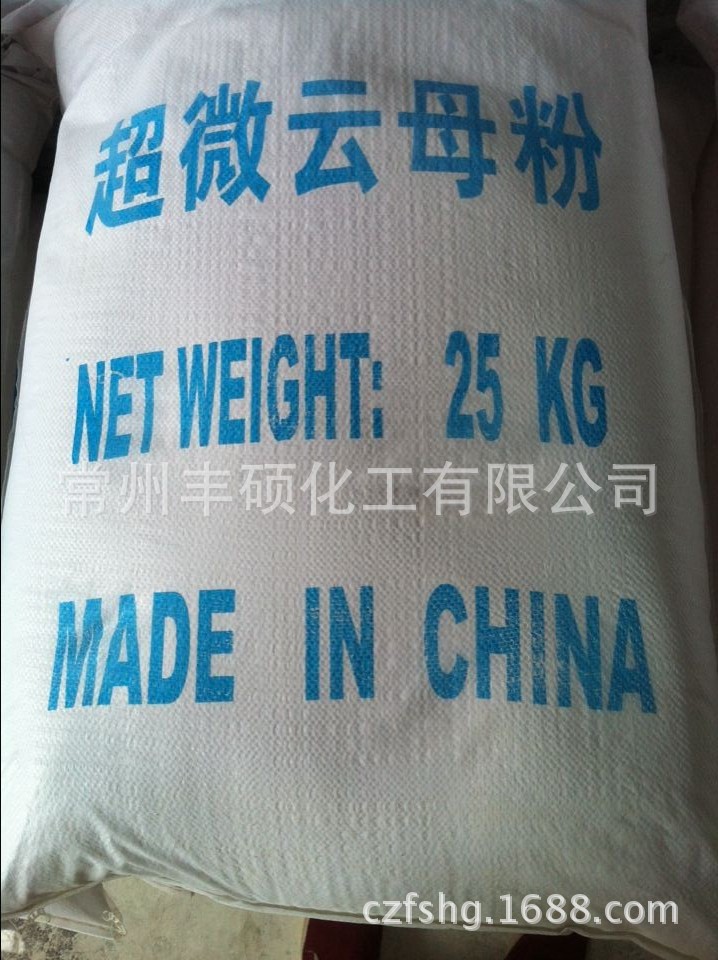 超微云母粉
NET WEIGHT: 25 KG
常州丰硕化工有限公司
MADE IN CHINA
czfshg.1688.com